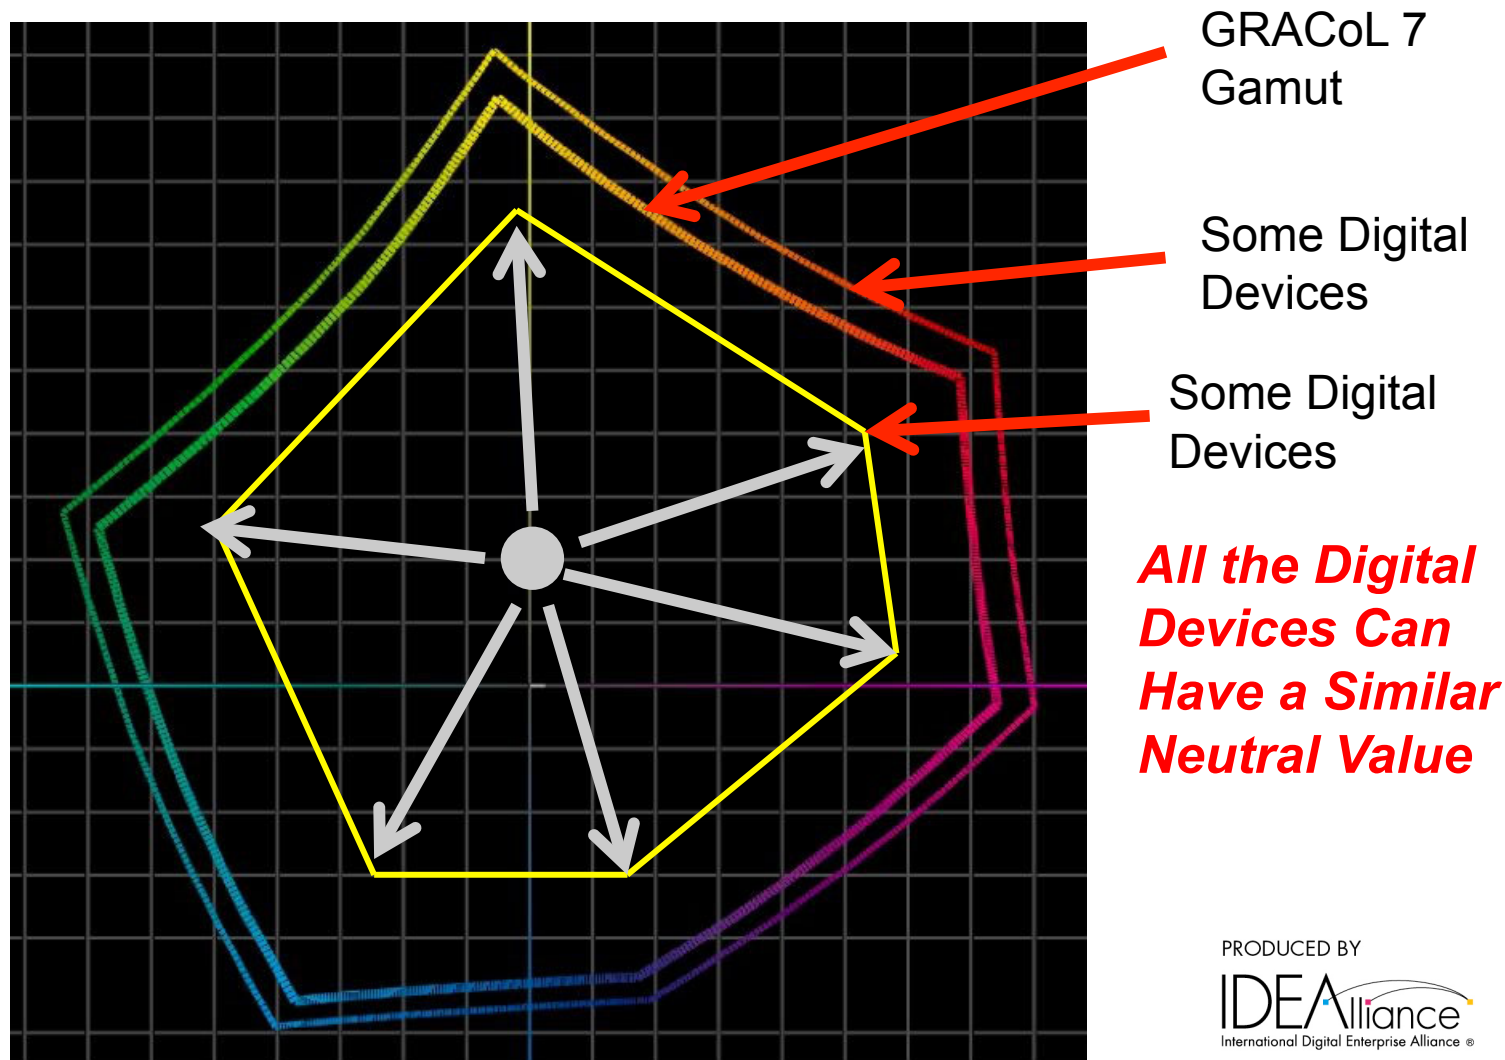 GRACoL 7
Gamut
Some Digital
Devices
Some Digital
Devices
All the Digital
Devices Can
Have a Similar
Neutral Value
PRODUCED BY
IDEAlliance
International Digital Enterprise Alliance ®